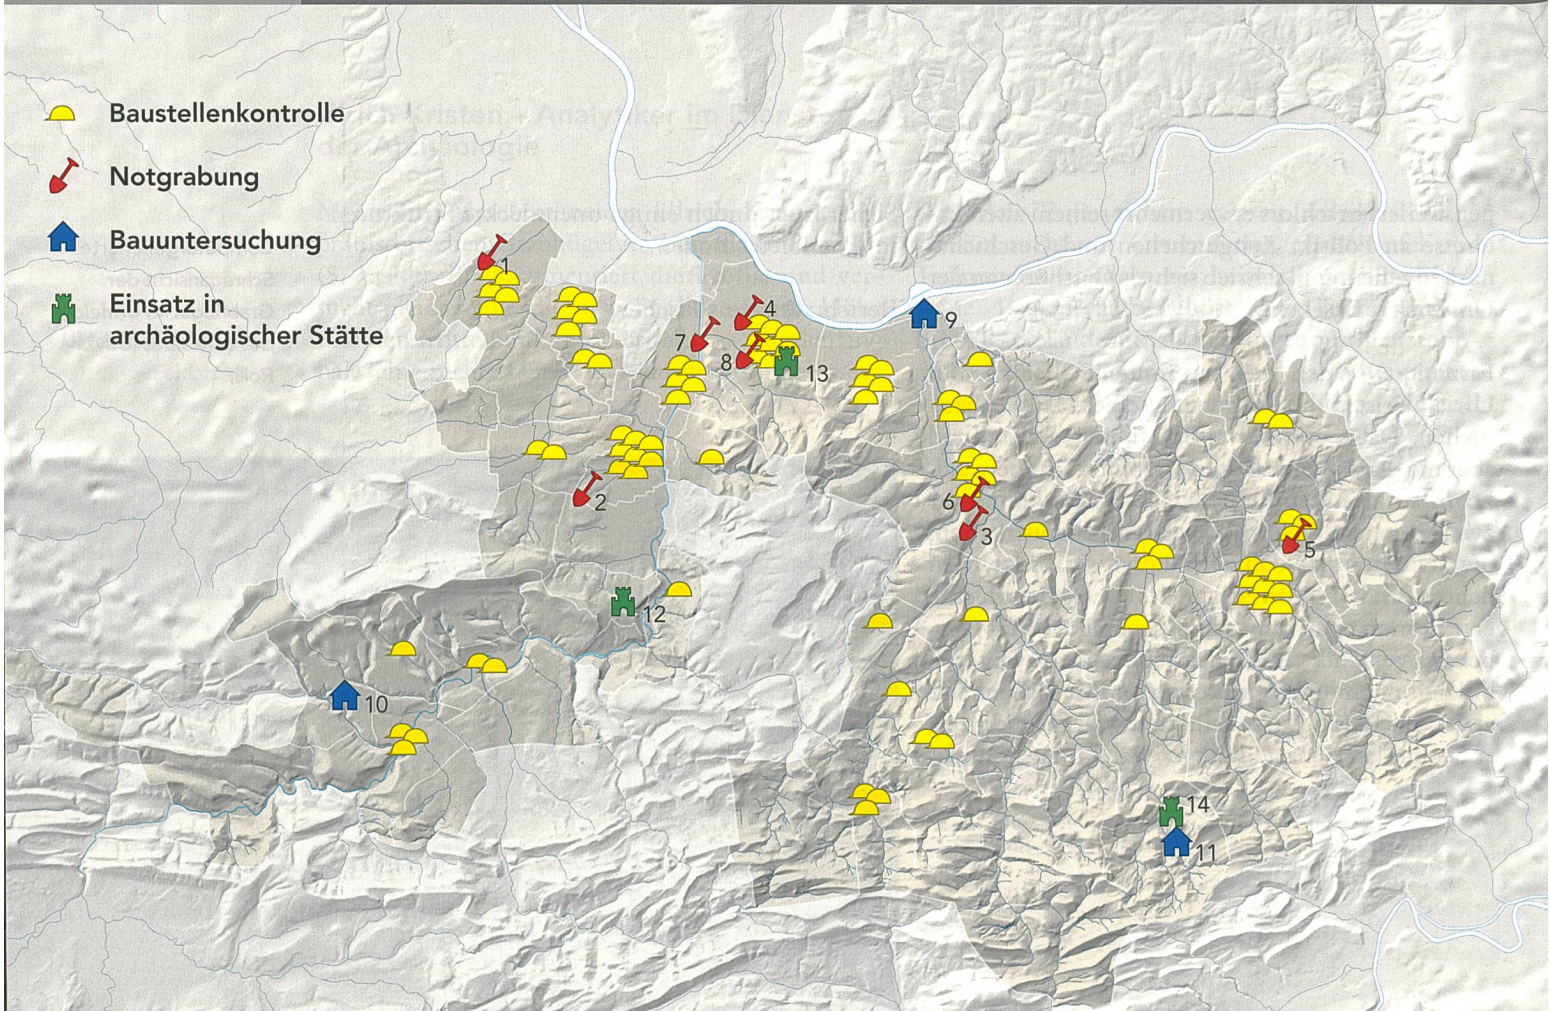 Baustellenkontrolle
Notgrabung
Bauuntersuchung
Einsatz in
archäologischer Stätte
1
4
9
7
8
13
2
6
3
5
12
10
14
11